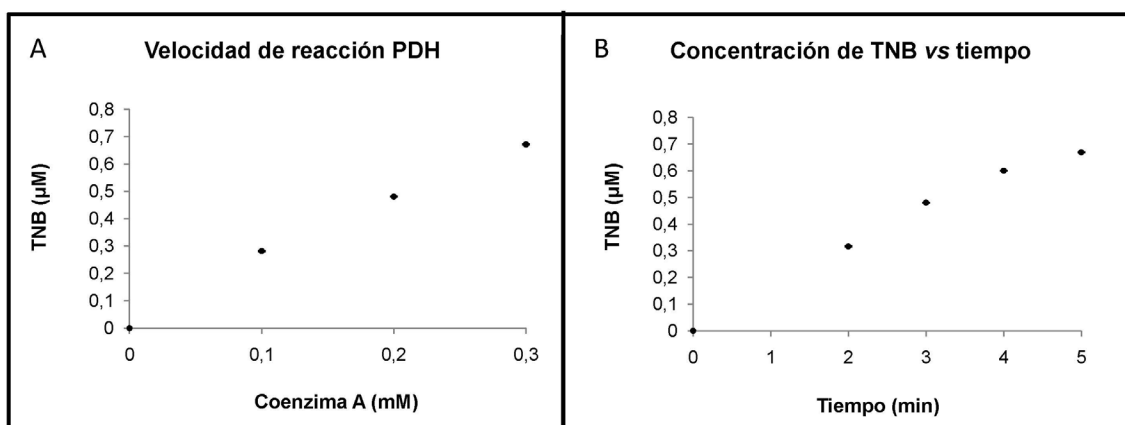 A
Velocidad de reacción PDH
TNB (µM)
0,8
0,7
0,6
0,5
0,4
0,3
0,2
0,1
0
0 0,1 0,2 0,3
Coenzima A (mM)
B
Concentración de TNB vs tiempo
TNB (µM)
0,8
0,7
0,6
0,5
0,4
0,3
0,2
0,1
0
0 1 2 3 4 5
Tiempo (min)